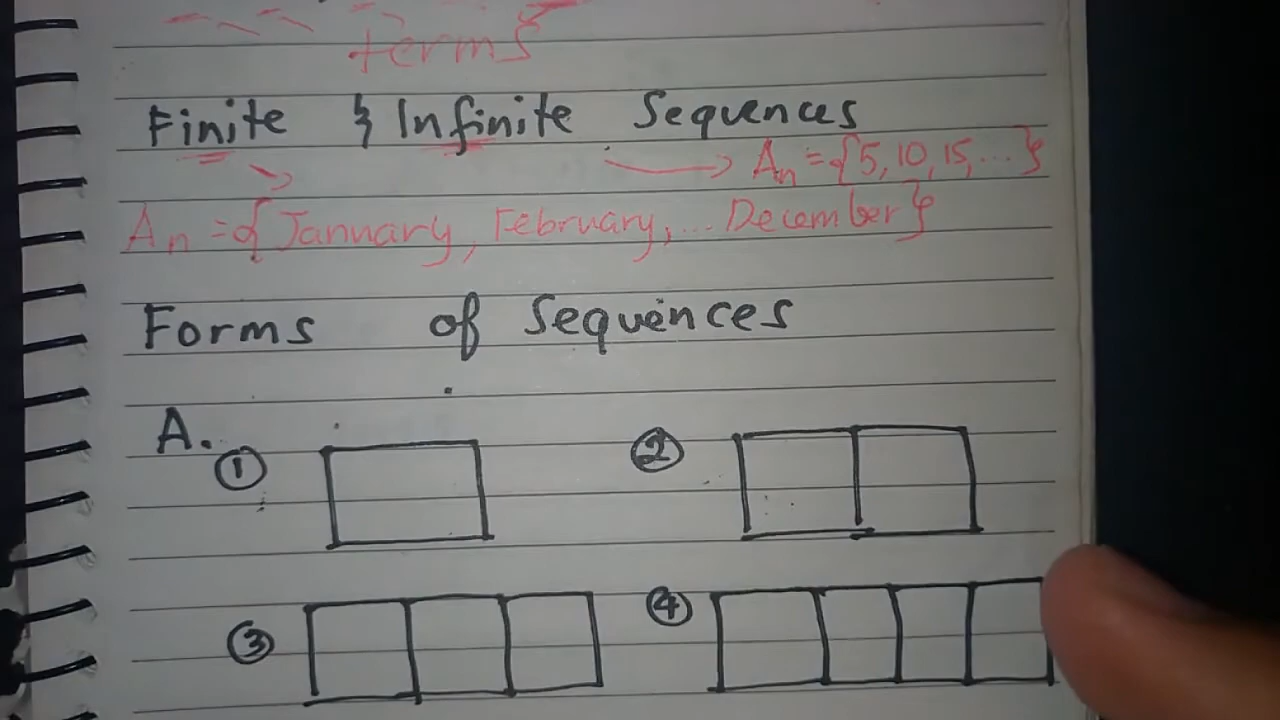 terms
Finite & Infinite Sequences
→ An = {5, 10, 15, ...}
An = {January, February, ... December}
Forms of Sequences
A.
① ②
③ ④